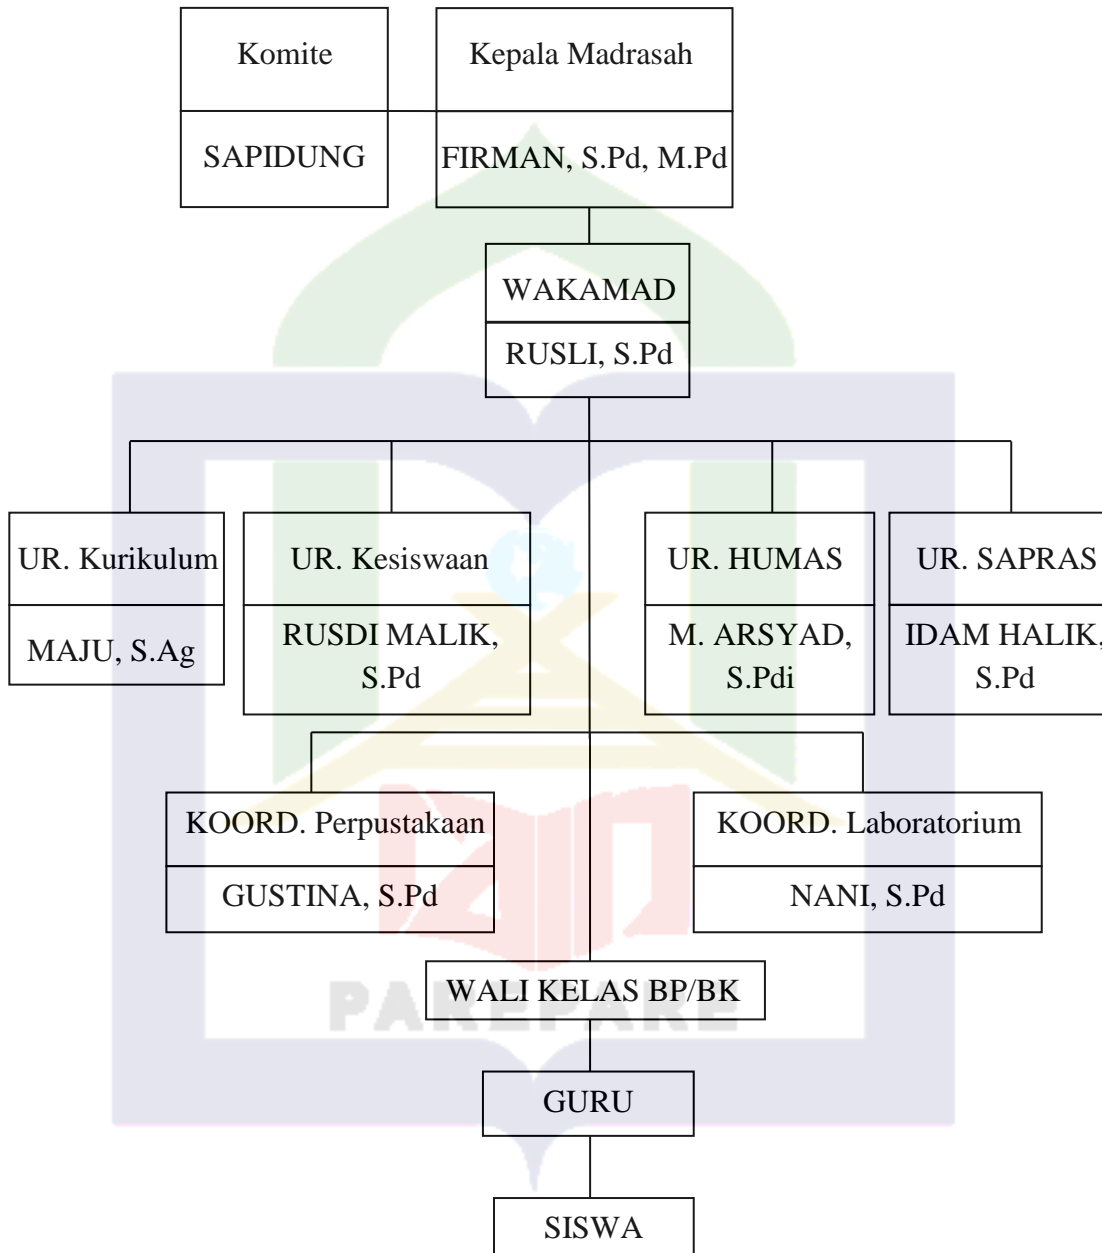 Komite
Kepala Madrasah
SAPIDUNG
FIRMAN, S.Pd, M.Pd
WAKAMAD
RUSLI, S.Pd
UR. Kurikulum
UR. Kesiswaan
UR. HUMAS
UR. SAPRAS
MAJU, S.Ag
RUSDI MALIK,
S.Pd
M. ARSYAD,
S.Pdi
IDAM HALIK,
S.Pd
KOORD. Perpustakaan
KOORD. Laboratorium
GUSTINA, S.Pd
NANI, S.Pd
WALI KELAS BP/BK
PAREPARE
GURU
SISWA